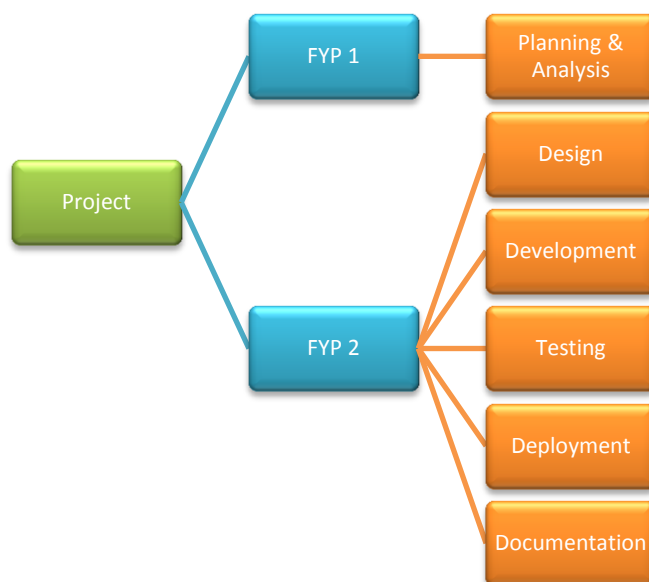 FYP 1
Planning &
Analysis
Design
Project
Development
FYP 2
Testing
Deployment
Documentation